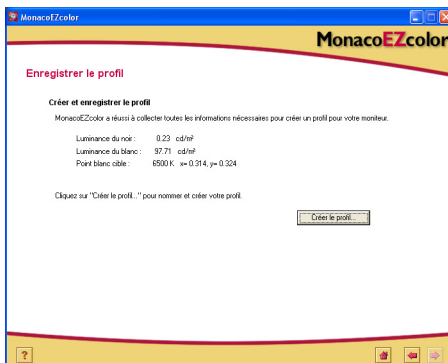 MonacoEZcolor
MonacoEZcolor
Enregistrer le profil
Créer et enregistrer le profil
MonacoEZcolor a réussi à collecter toutes les informations nécessaires pour créer un profil pour votre moniteur.
Luminance du noir : 0.23 cd/m²
Luminance du blanc : 97.71 cd/m²
Point blanc cible : 6500 K x= 0.314, y= 0.324
Cliquez sur "Créer le profil..." pour nommer et créer votre profil.
Créer le profil...
?